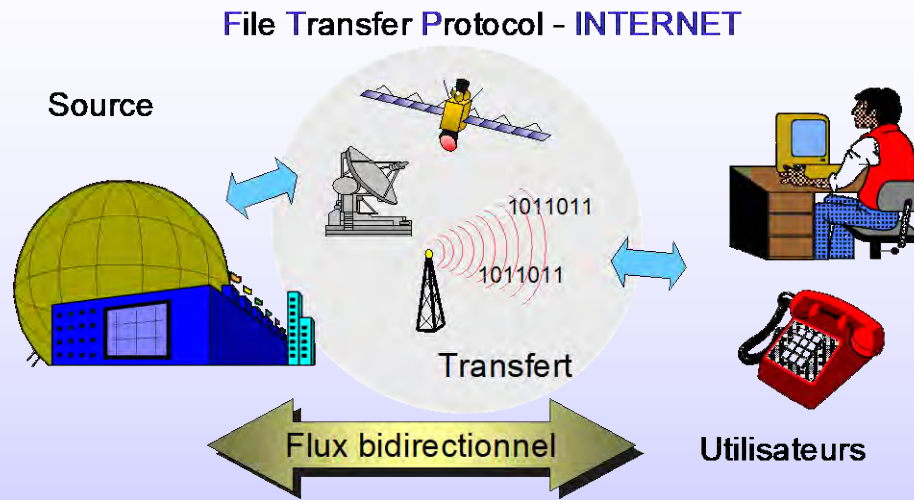 File Transfer Protocol - INTERNET
Source
1011011
1011011
Transfert
Flux bidirectionnel
Utilisateurs